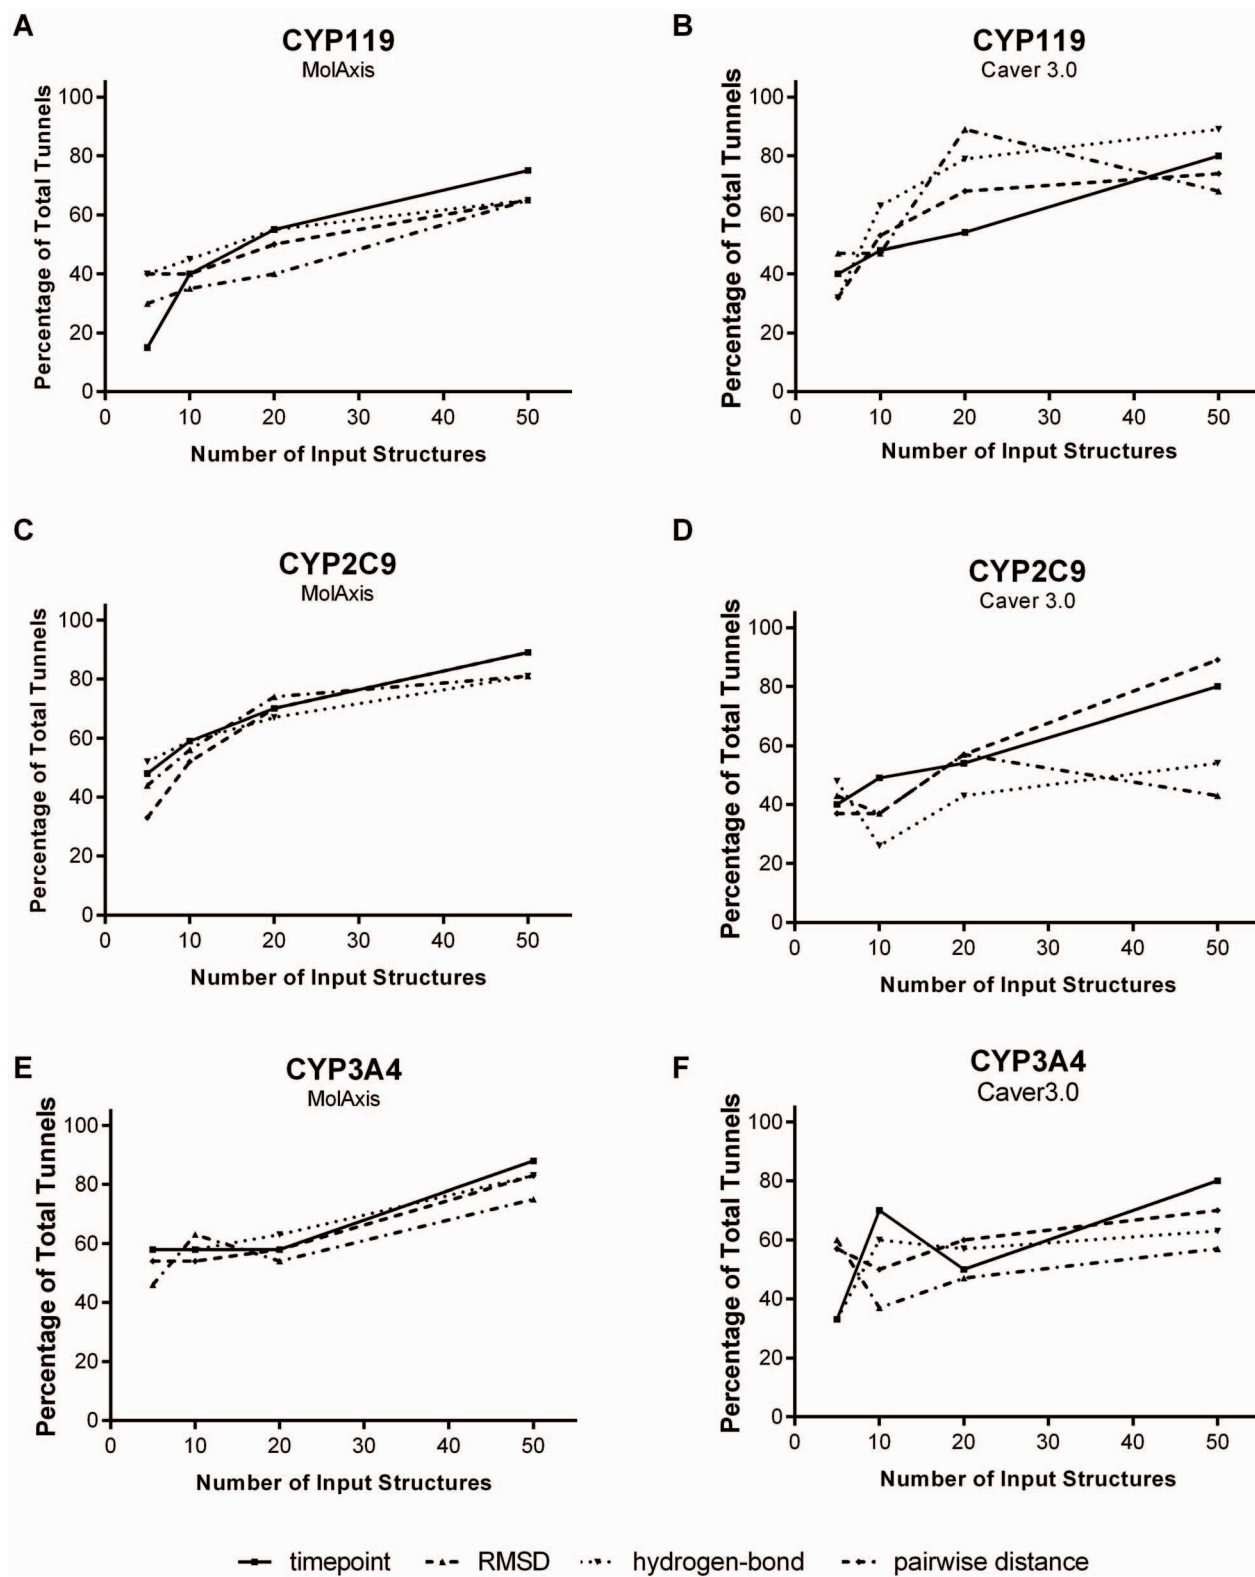 A
CYP119
MolAxis
Percentage of Total Tunnels
100
80
60
40
20
0
0 10 20 30 40 50
Number of Input Structures
B
CYP119
Caver 3.0
Percentage of Total Tunnels
100
80
60
40
20
0
0 10 20 30 40 50
Number of Input Structures
C
CYP2C9
MolAxis
Percentage of Total Tunnels
100
80
60
40
20
0
0 10 20 30 40 50
Number of Input Structures
D
CYP2C9
Caver 3.0
Percentage of Total Tunnels
100
80
60
40
20
0
0 10 20 30 40 50
Number of Input Structures
E
CYP3A4
MolAxis
Percentage of Total Tunnels
100
80
60
40
20
0
0 10 20 30 40 50
Number of Input Structures
F
CYP3A4
Caver3.0
Percentage of Total Tunnels
100
80
60
40
20
0
0 10 20 30 40 50
Number of Input Structures
timepoint RMSD hydrogen-bond pairwise distance